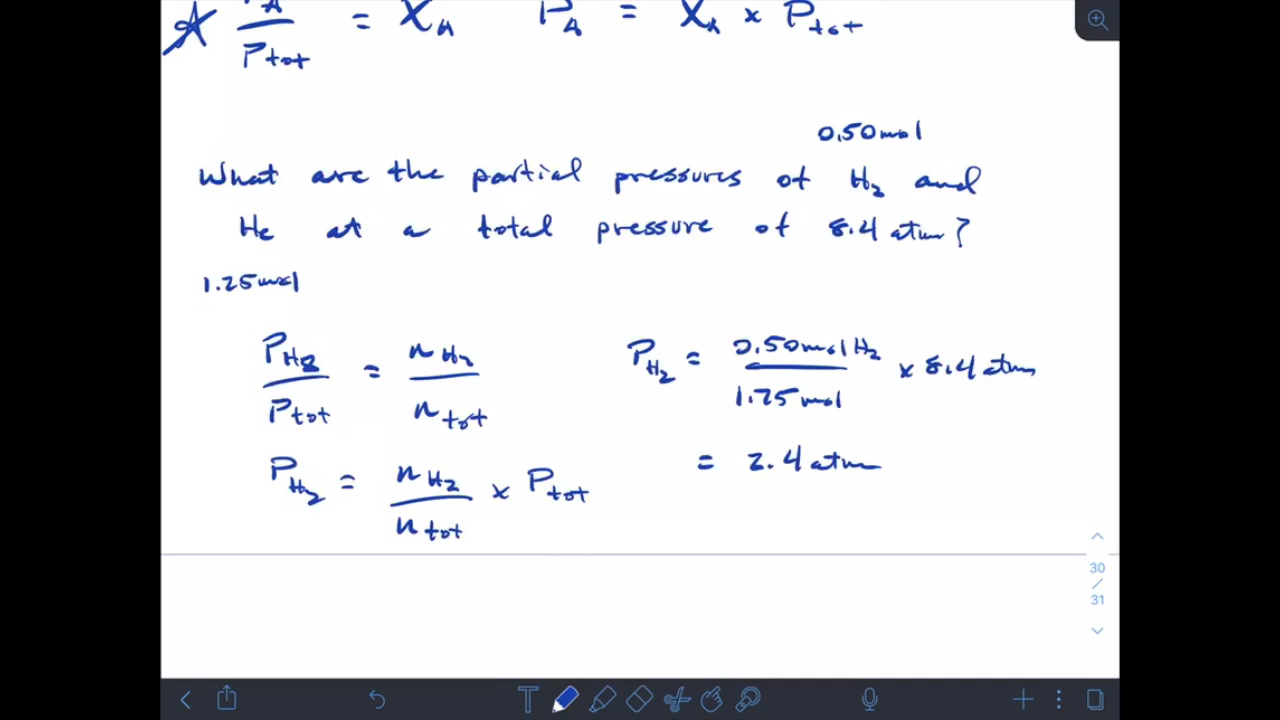 P_A / P_tot = X_A P_A = X_A x P_tot
0.50 mol
What are the partial pressures of H₂ and
He at a total pressure of 8.4 atm?
1.25 mol
P_H₂ / P_tot = n_H₂ / n_tot
P_H₂ = n_H₂ / n_tot x P_tot
P_H₂ = 0.50 mol H₂ / 1.75 mol x 8.4 atm
= 2.4 atm
30
/
31
T